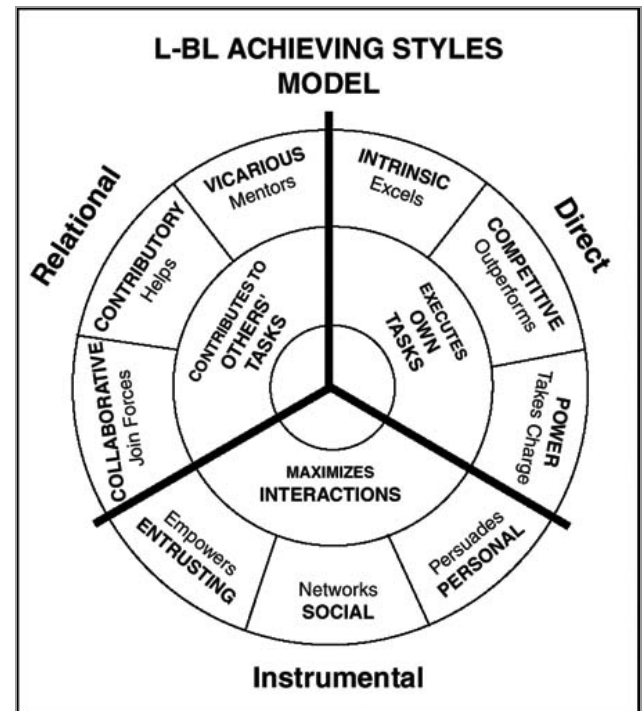 L-BL ACHIEVING STYLES
MODEL
Relational
Direct
VICARIOUS
Mentors
INTRINSIC
Excels
CONTRIBUTORY
Helps
COMPETITIVE
Outperforms
CONTRIBUTES TO
OTHERS'
TASKS
EXECUTES
OWN
TASKS
COLLABORATIVE
Join Forces
POWER
Takes Charge
MAXIMIZES
INTERACTIONS
Empowers
ENTRUSTING
Networks
SOCIAL
Persuades
PERSONAL
Instrumental